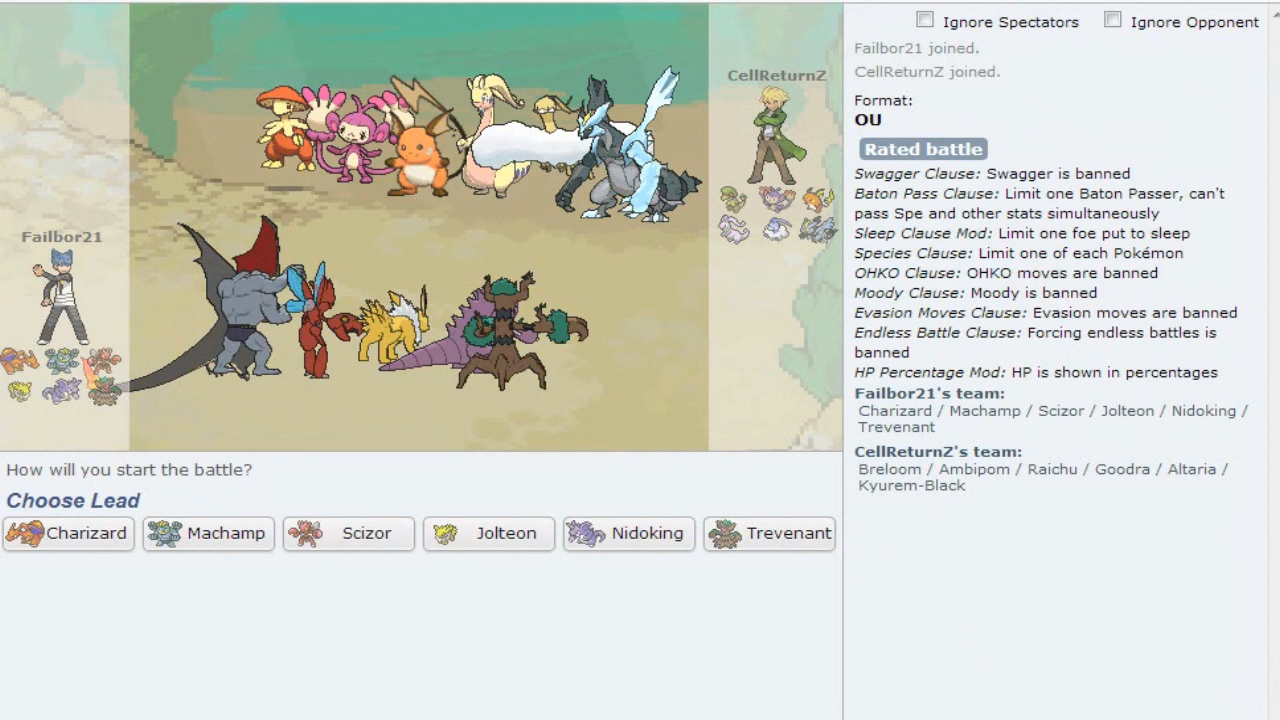 Ignore Spectators Ignore Opponent
Failbor21 joined.
CellReturnZ joined.
Format:
OU
Rated battle
Swagger Clause: Swagger is banned
Baton Pass Clause: Limit one Baton Passer, can't
pass Spe and other stats simultaneously
Sleep Clause Mod: Limit one foe put to sleep
Species Clause: Limit one of each Pokémon
OHKO Clause: OHKO moves are banned
Moody Clause: Moody is banned
Evasion Moves Clause: Evasion moves are banned
Endless Battle Clause: Forcing endless battles is
banned
HP Percentage Mod: HP is shown in percentages
Failbor21's team:
Charizard / Machamp / Scizor / Jolteon / Nidoking /
Trevenant
CellReturnZ's team:
Breloom / Ambipom / Raichu / Goodra / Altaria /
Kyurem-Black
CellReturnZ
Failbor21
How will you start the battle?
Choose Lead
Charizard Machamp Scizor Jolteon Nidoking Trevenant